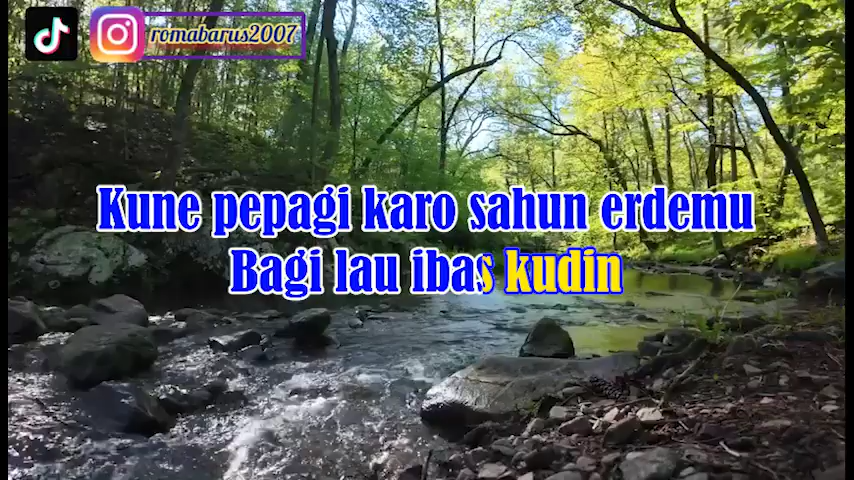 romabarus2007
Kune pepagi karo sahun erdemu
Bagi lau ibas kudin